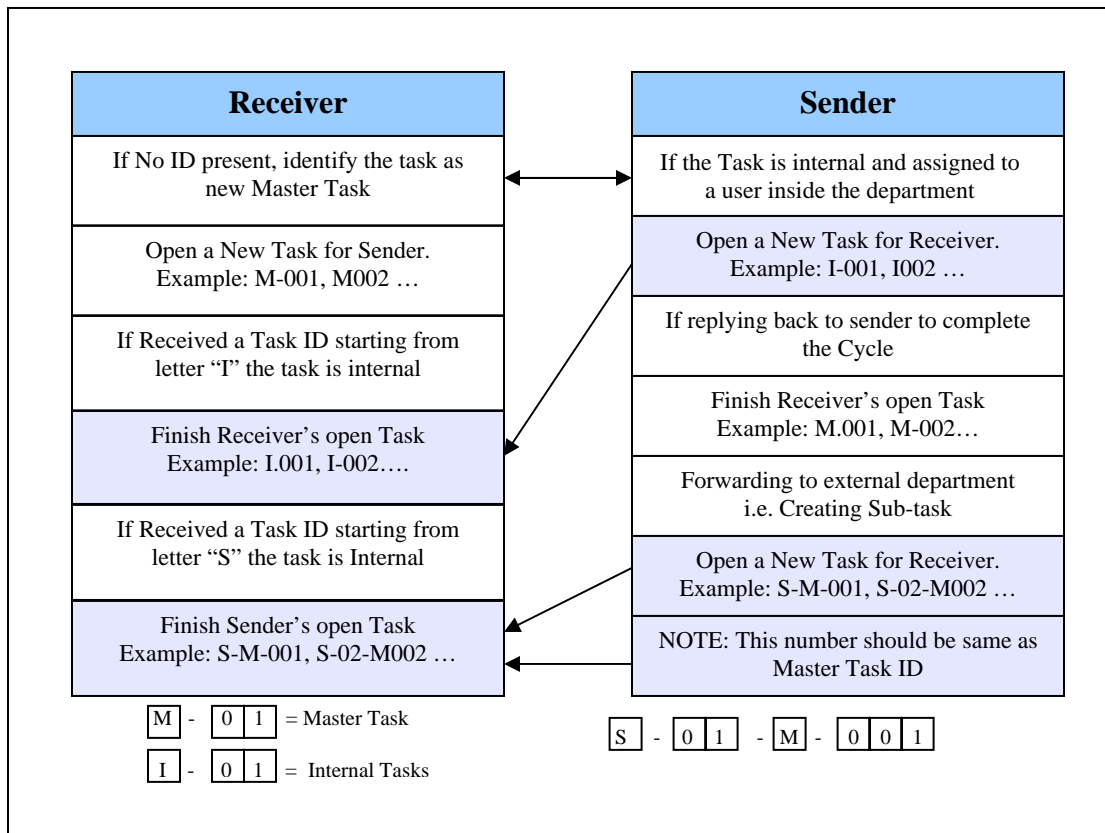 Receiver
If No ID present, identify the task as
new Master Task
Open a New Task for Sender.
Example: M-001, M002 …
If Received a Task ID starting from
letter “I” the task is internal
Finish Receiver’s open Task
Example: I.001, I-002….
If Received a Task ID starting from
letter “S” the task is Internal
Finish Sender’s open Task
Example: S-M-001, S-02-M002 …
Sender
If the Task is internal and assigned to
a user inside the department
Open a New Task for Receiver.
Example: I-001, I002 …
If replying back to sender to complete
the Cycle
Finish Receiver’s open Task
Example: M.001, M-002…
Forwarding to external department
i.e. Creating Sub-task
Open a New Task for Receiver.
Example: S-M-001, S-02-M002 …
NOTE: This number should be same as
Master Task ID
M - 0 1 = Master Task
I - 0 1 = Internal Tasks
S - 0 1 - M - 0 0 1